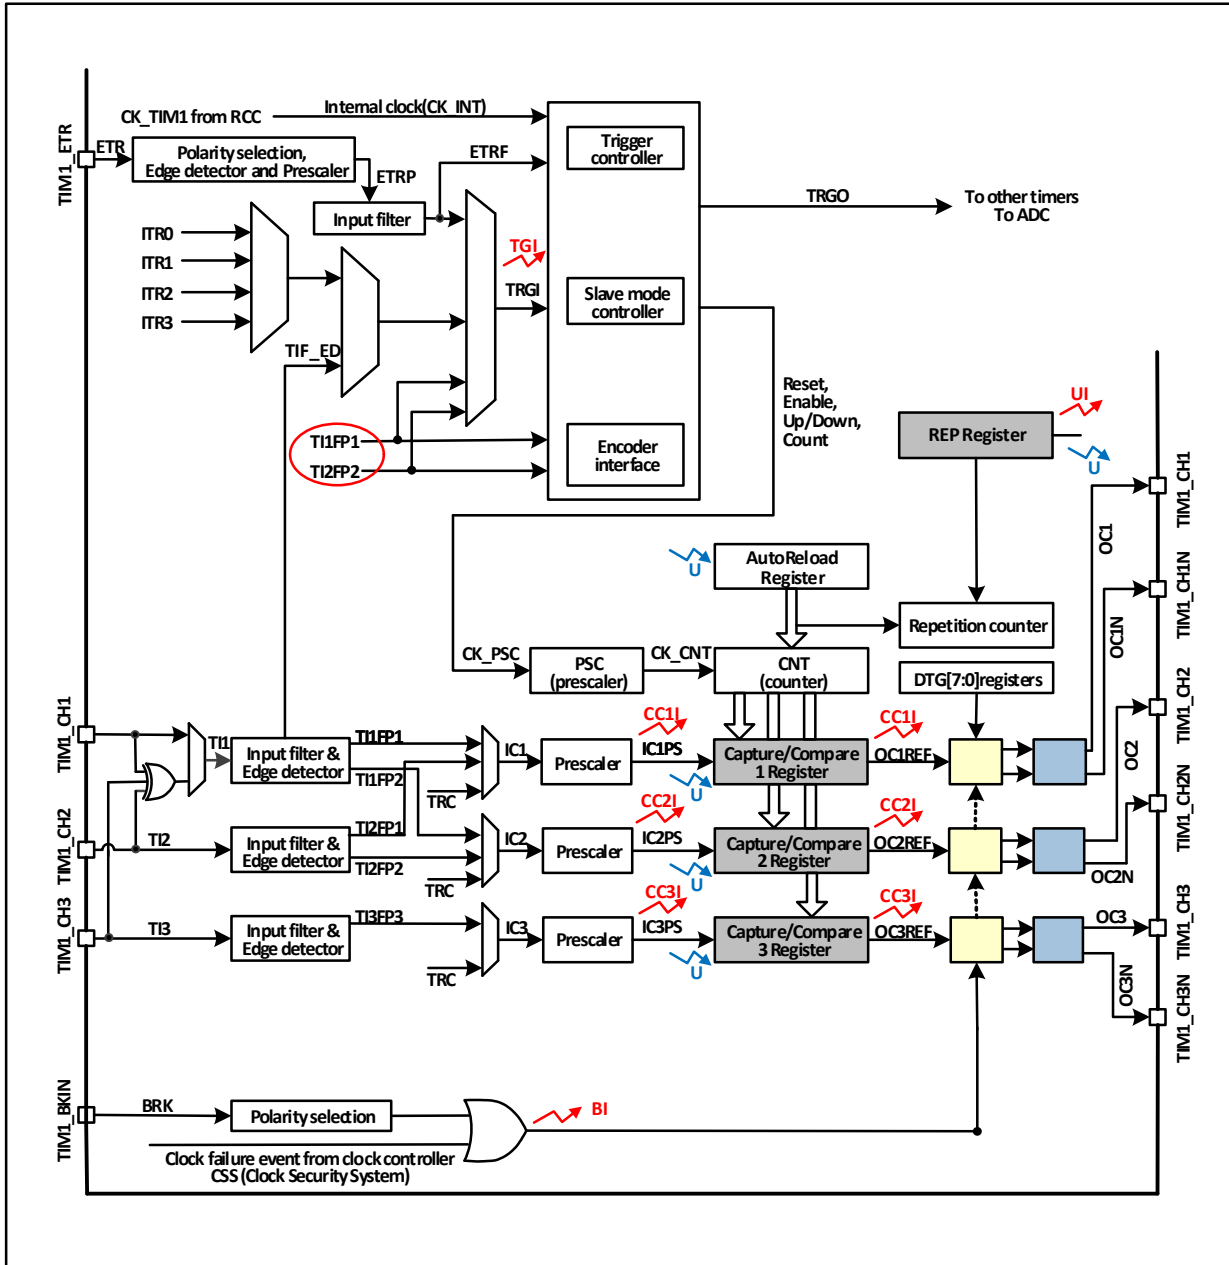 CK_TIM1 from RCC
Internal clock(CK_INT)
TIM1_ETR
ETR
Polarity selection,
Edge detector and Prescaler
ETRP
Input filter
ETRF
Trigger
controller
TRGO
To other timers
To ADC
ITR0
ITR1
ITR2
ITR3
TIF_ED
TGI
TRGI
Slave mode
controller
TI1FP1
TI2FP2
Encoder
interface
Reset,
Enable,
Up/Down,
Count
UI
REP Register
U
TIM1_CH1
OC1
U
AutoReload
Register
Repetition counter
TIM1_CH1N
OC1N
CK_PSC
PSC
(prescaler)
CK_CNT
CNT
(counter)
DTG[7:0]registers
TIM1_CH2
OC2
TIM1_CH1
TI1
Input filter &
Edge detector
TI1FP1
TI1FP2
TRC
IC1
Prescaler
CC1I
IC1PS
U
Capture/Compare
1 Register
CC1I
OC1REF
TIM1_CH2N
TIM1_CH2
TI2
Input filter &
Edge detector
TI2FP1
TI2FP2
TRC
IC2
Prescaler
CC2I
IC2PS
U
Capture/Compare
2 Register
CC2I
OC2REF
OC2N
TIM1_CH3
TI3
Input filter &
Edge detector
TI3FP3
TRC
IC3
Prescaler
CC3I
IC3PS
U
Capture/Compare
3 Register
CC3I
OC3REF
OC3
TIM1_CH3
OC3N
TIM1_CH3N
TIM1_BKIN
BRK
Polarity selection
BI
Clock failure event from clock controller
CSS (Clock Security System)